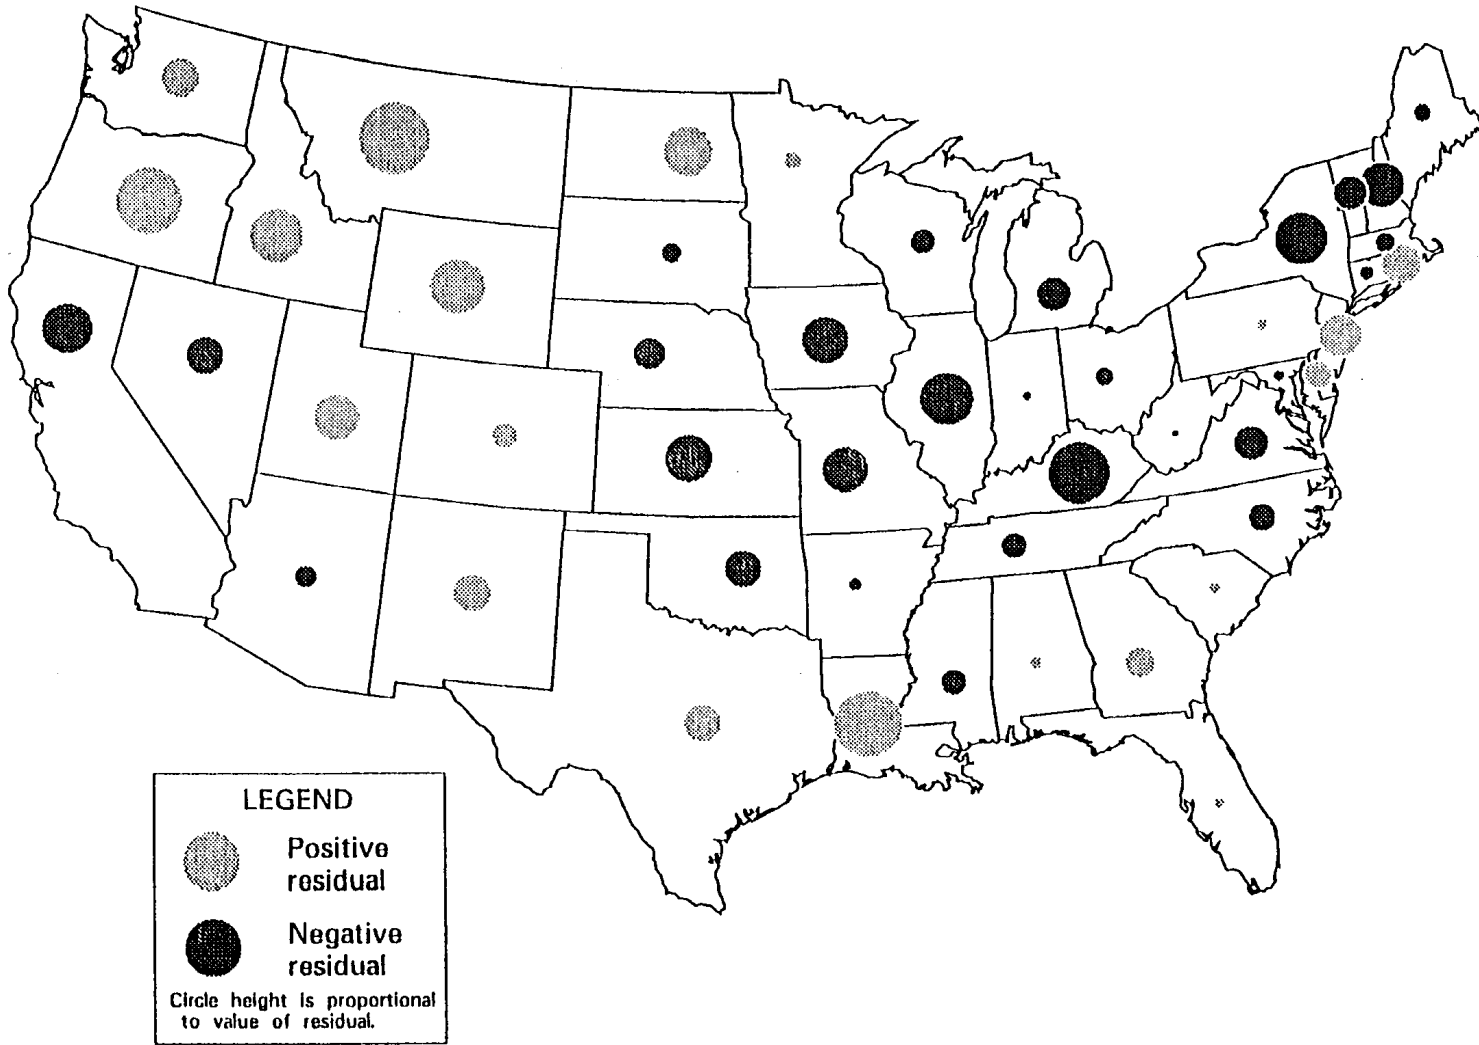 LEGEND
Positive
residual
Negative
residual
Circle height is proportional
to value of residual.